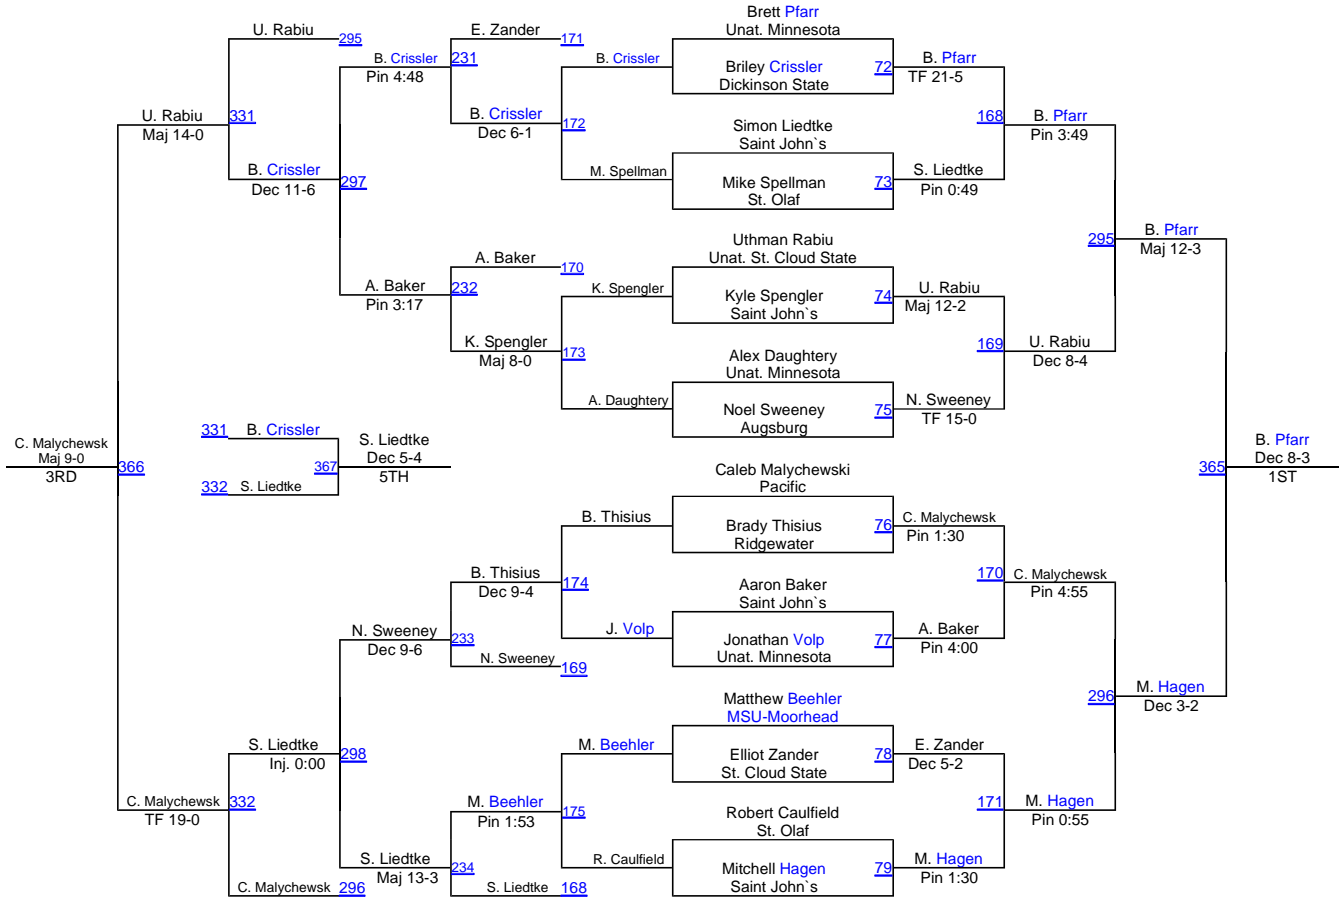 Brett Pfarr
U. Rabiu
295
E. Zander
171
Unat. Minnesota
B. Crissler
231
B. Crissler
Briley Crissler
72
B. Pfarr
Pin 4:48
Dickinson State
TF 21-5
U. Rabiu
331
B. Crissler
172
Simon Liedtke
168
B. Pfarr
Maj 14-0
Dec 6-1
Saint John`s
Pin 3:49
B. Crissler
297
M. Spellman
Mike Spellman
73
S. Liedtke
Dec 11-6
St. Olaf
Pin 0:49
Uthman Rabiu
295
B. Pfarr
A. Baker
170
Unat. St. Cloud State
Maj 12-3
A. Baker
232
K. Spengler
Kyle Spengler
74
U. Rabiu
Pin 3:17
Saint John`s
Maj 12-2
K. Spengler
173
Alex Daughtery
169
U. Rabiu
Maj 8-0
Unat. Minnesota
Dec 8-4
A. Daughtery
Noel Sweeney
75
N. Sweeney
Augsburg
TF 15-0
331
B. Crissler
C. Malychewsk
S. Liedtke
B. Pfarr
Maj 9-0
366
367
Dec 5-4
Caleb Malychewski
365
Dec 8-3
3RD
332
S. Liedtke
5TH
Pacific
1ST
B. Thisius
Brady Thisius
76
C. Malychewsk
Ridgewater
Pin 1:30
B. Thisius
174
Aaron Baker
170
C. Malychewsk
Dec 9-4
Saint John`s
Pin 4:55
N. Sweeney
233
J. Volp
Jonathan Volp
77
A. Baker
Dec 9-6
N. Sweeney
169
Unat. Minnesota
Pin 4:00
Matthew Beehler
296
M. Hagen
MSU-Moorhead
Dec 3-2
S. Liedtke
298
M. Beehler
Elliot Zander
78
E. Zander
Inj. 0:00
St. Cloud State
Dec 5-2
C. Malychewsk
332
M. Beehler
175
Robert Caulfield
171
M. Hagen
TF 19-0
Pin 1:53
St. Olaf
Pin 0:55
S. Liedtke
234
R. Caulfield
Mitchell Hagen
79
M. Hagen
Maj 13-3
Saint John`s
Pin 1:30
C. Malychewsk
296
S. Liedtke
168